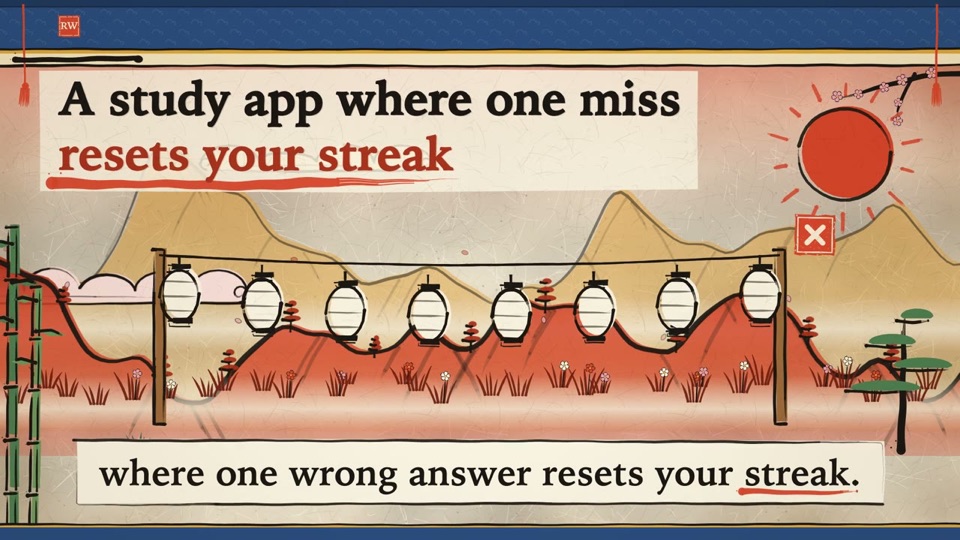 RW
A study app where one miss
resets your streak
where one wrong answer resets your streak.